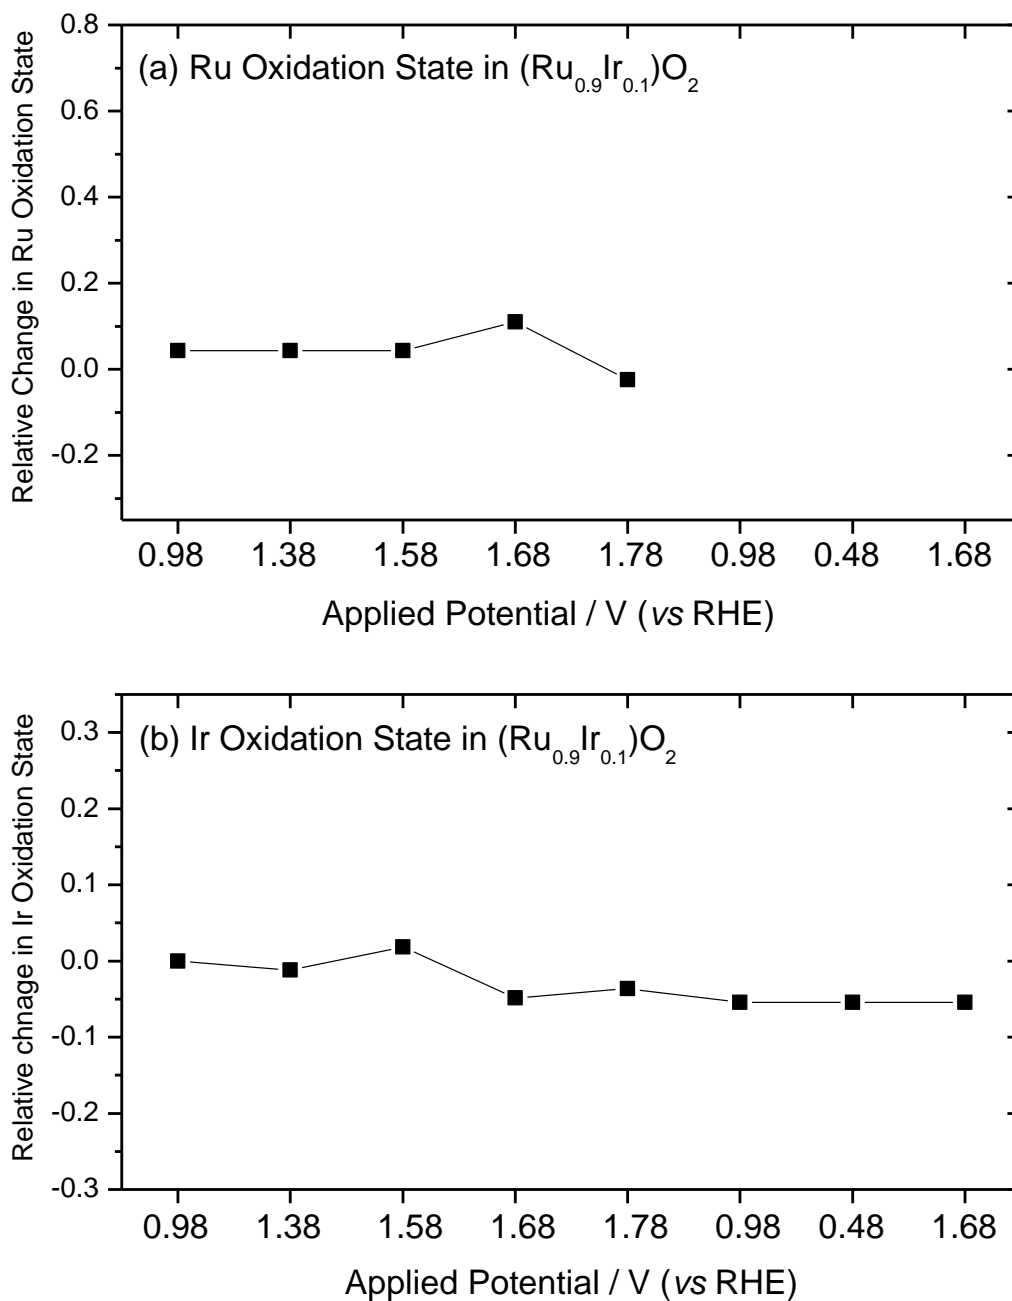 (a) Ru Oxidation State in (Ru0.9Ir0.1)O2
Relative Change in Ru Oxidation State
0.8
0.6
0.4
0.2
0.0
-0.2
0.98 1.38 1.58 1.68 1.78 0.98 0.48 1.68
Applied Potential / V (vs RHE)
(b) Ir Oxidation State in (Ru0.9Ir0.1)O2
Relative chnage in Ir Oxidation State
0.3
0.2
0.1
0.0
-0.1
-0.2
-0.3
0.98 1.38 1.58 1.68 1.78 0.98 0.48 1.68
Applied Potential / V (vs RHE)